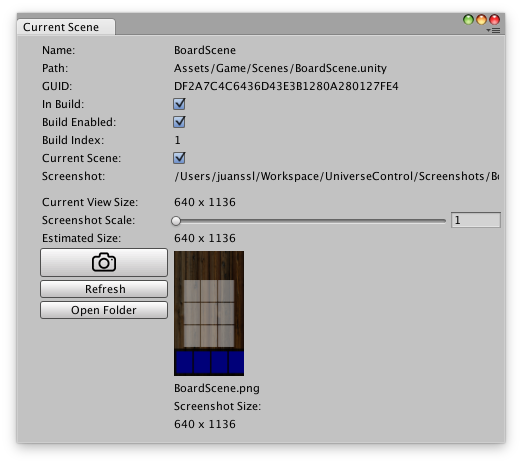 Current Scene
Name: BoardScene
Path: Assets/Game/Scenes/BoardScene.unity
GUID: DF2A7C4C6436D43E3B1280A280127FE4
In Build:
Build Enabled:
Build Index: 1
Current Scene:
Screenshot: /Users/juanssl/Workspace/UniverseControl/Screenshots/Bo
Current View Size: 640 x 1136
Screenshot Scale: 1
Estimated Size: 640 x 1136
Refresh
Open Folder
BoardScene.png
Screenshot Size:
640 x 1136